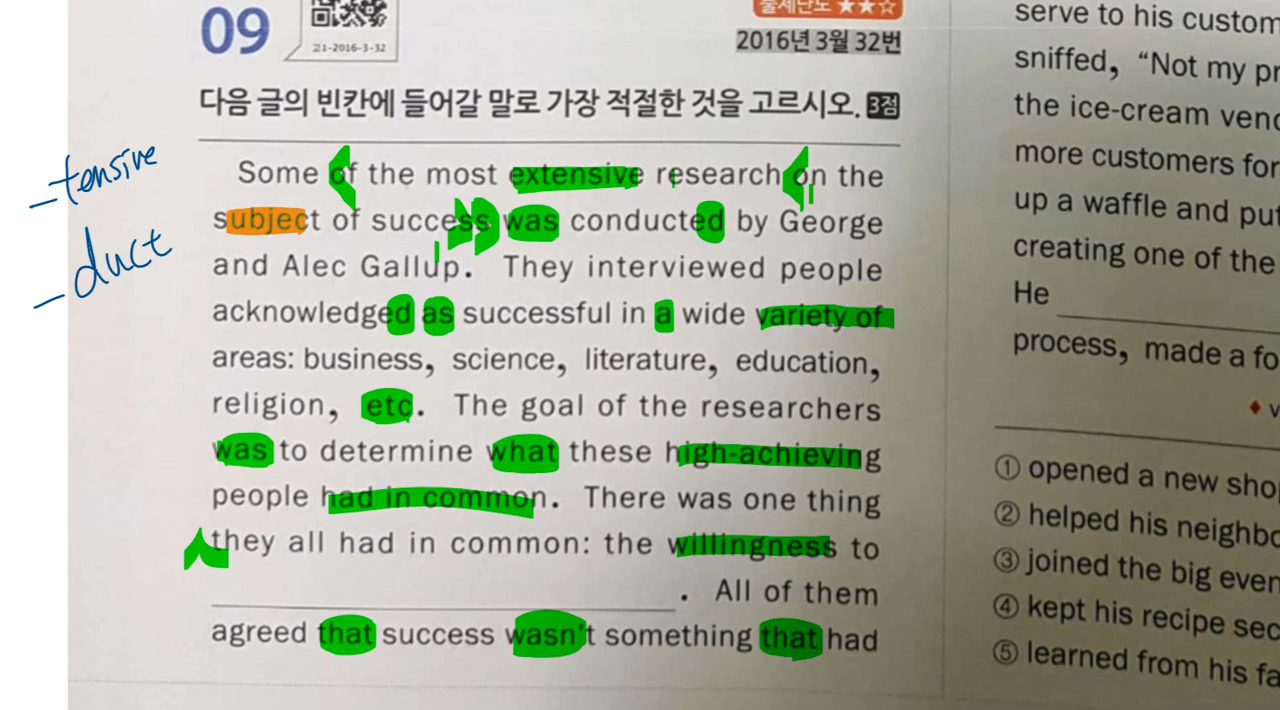 09
21-2016-3-32
출제난도 ★★☆
2016년 3월 32번
다음 글의 빈칸에 들어갈 말로 가장 적절한 것을 고르시오. 3점
-tensive
-duct
Some of the most extensive research on the
subject of success was conducted by George
and Alec Gallup. They interviewed people
acknowledged as successful in a wide variety of
areas: business, science, literature, education,
religion, etc. The goal of the researchers
was to determine what these high-achieving
people had in common. There was one thing
they all had in common: the willingness to
. All of them
agreed that success wasn't something that had
serve to his custom
sniffed, “Not my pr
the ice-cream vend
more customers for
up a waffle and put
creating one of the
He
process, made a fo
♦ v
① opened a new sho
② helped his neighbo
③ joined the big even
④ kept his recipe sec
⑤ learned from his fa